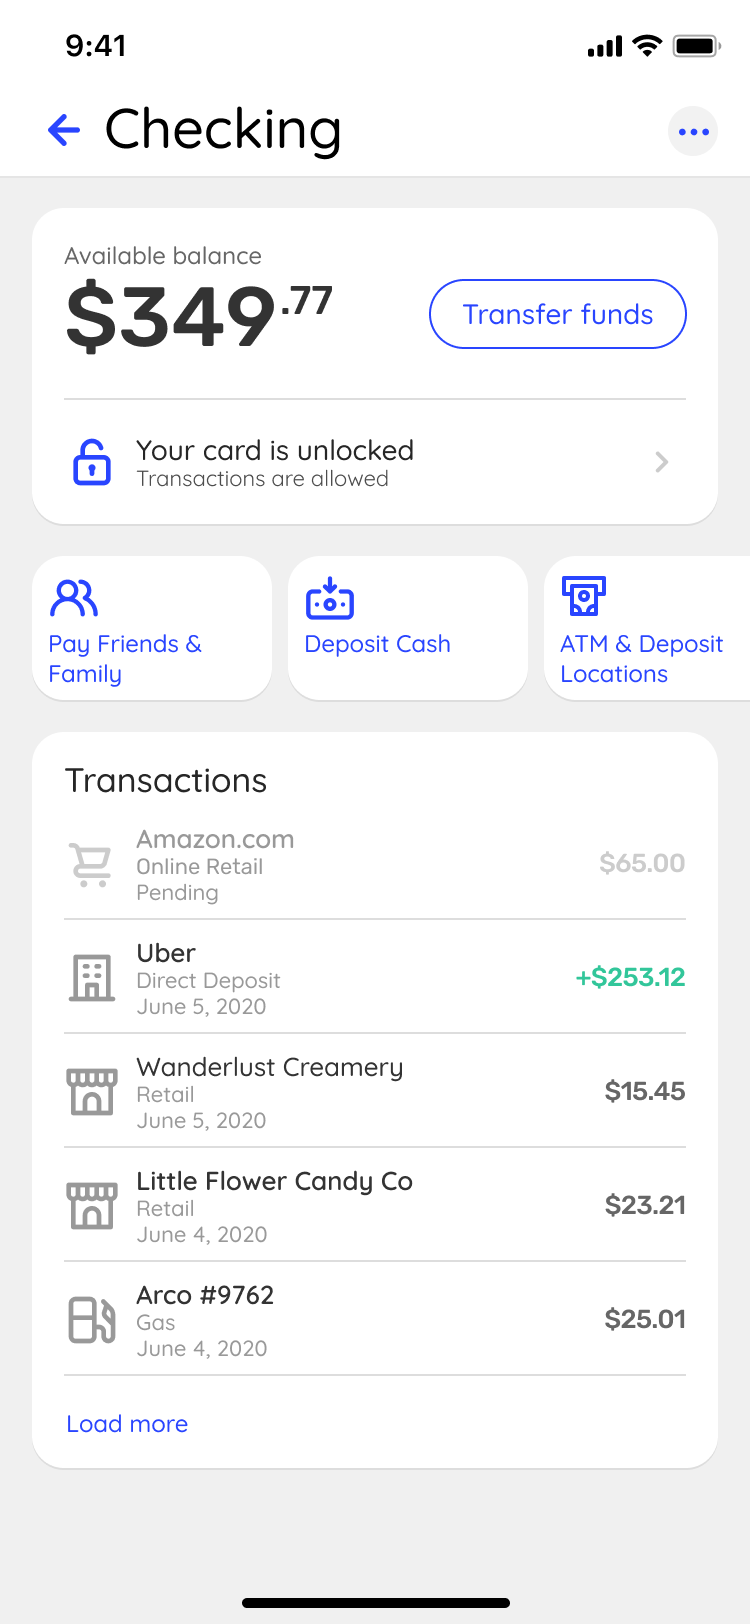 9:41
Checking
Available balance
$349.77
Transfer funds
Your card is unlocked
Transactions are allowed
Pay Friends &
Family
Deposit Cash
ATM & Deposit
Locations
Transactions
Amazon.com
Online Retail
Pending
$65.00
Uber
Direct Deposit
June 5, 2020
+$253.12
Wanderlust Creamery
Retail
June 5, 2020
$15.45
Little Flower Candy Co
Retail
June 4, 2020
$23.21
Arco #9762
Gas
June 4, 2020
$25.01
Load more